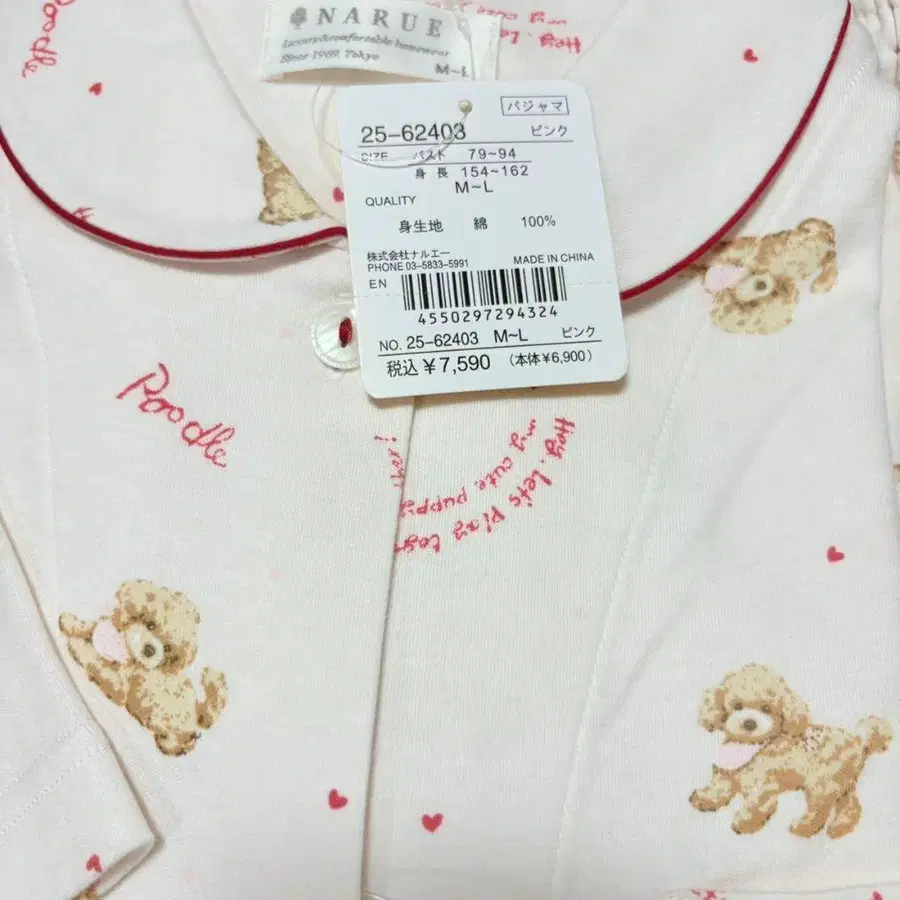 Poodle
NARUE
Luxury&comfortable homewear
Since 1969. Tokyo
M~L
パジャマ
25-62403 ピンク
SIZE バスト 79~94
身長 154~162
M~L
QUALITY
身生地 綿 100%
株式会社ナルエー
PHONE 03-5833-5991 MADE IN CHINA
EN
4550297294324
NO. 25-62403 M~L ピンク
税込 ¥7,590 (本体¥6,900)
Poodle
Hey. Let's play toge
my cute puppy